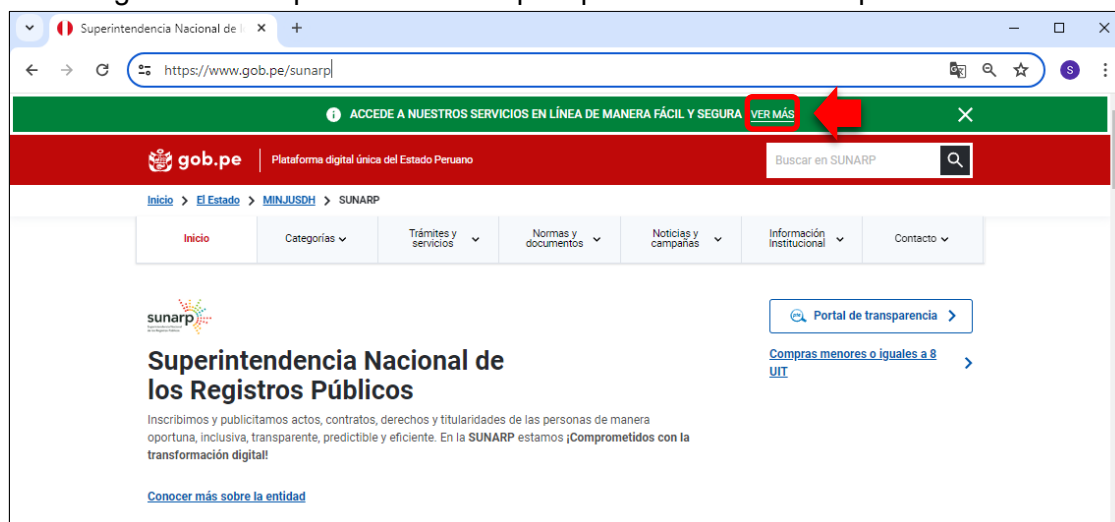 Superintendencia Nacional de
https://www.gob.pe/sunarp
S
ACCEDE A NUESTROS SERVICIOS EN LÍNEA DE MANERA FÁCIL Y SEGURA VER MÁS
gob.pe Plataforma digital única del Estado Peruano Buscar en SUNARP
Inicio > El Estado > MINJUSDH > SUNARP
Inicio Categorías Trámites y servicios Normas y documentos Noticias y campañas Información Institucional Contacto
sunarp
Portal de transparencia
Superintendencia Nacional de
los Registros Públicos
Compras menores o iguales a 8
UIT
Inscribimos y publicitamos actos, contratos, derechos y titularidades de las personas de manera
oportuna, inclusiva, transparente, predictible y eficiente. En la SUNARP estamos ¡Comprometidos con la
transformación digital!
Conocer más sobre la entidad